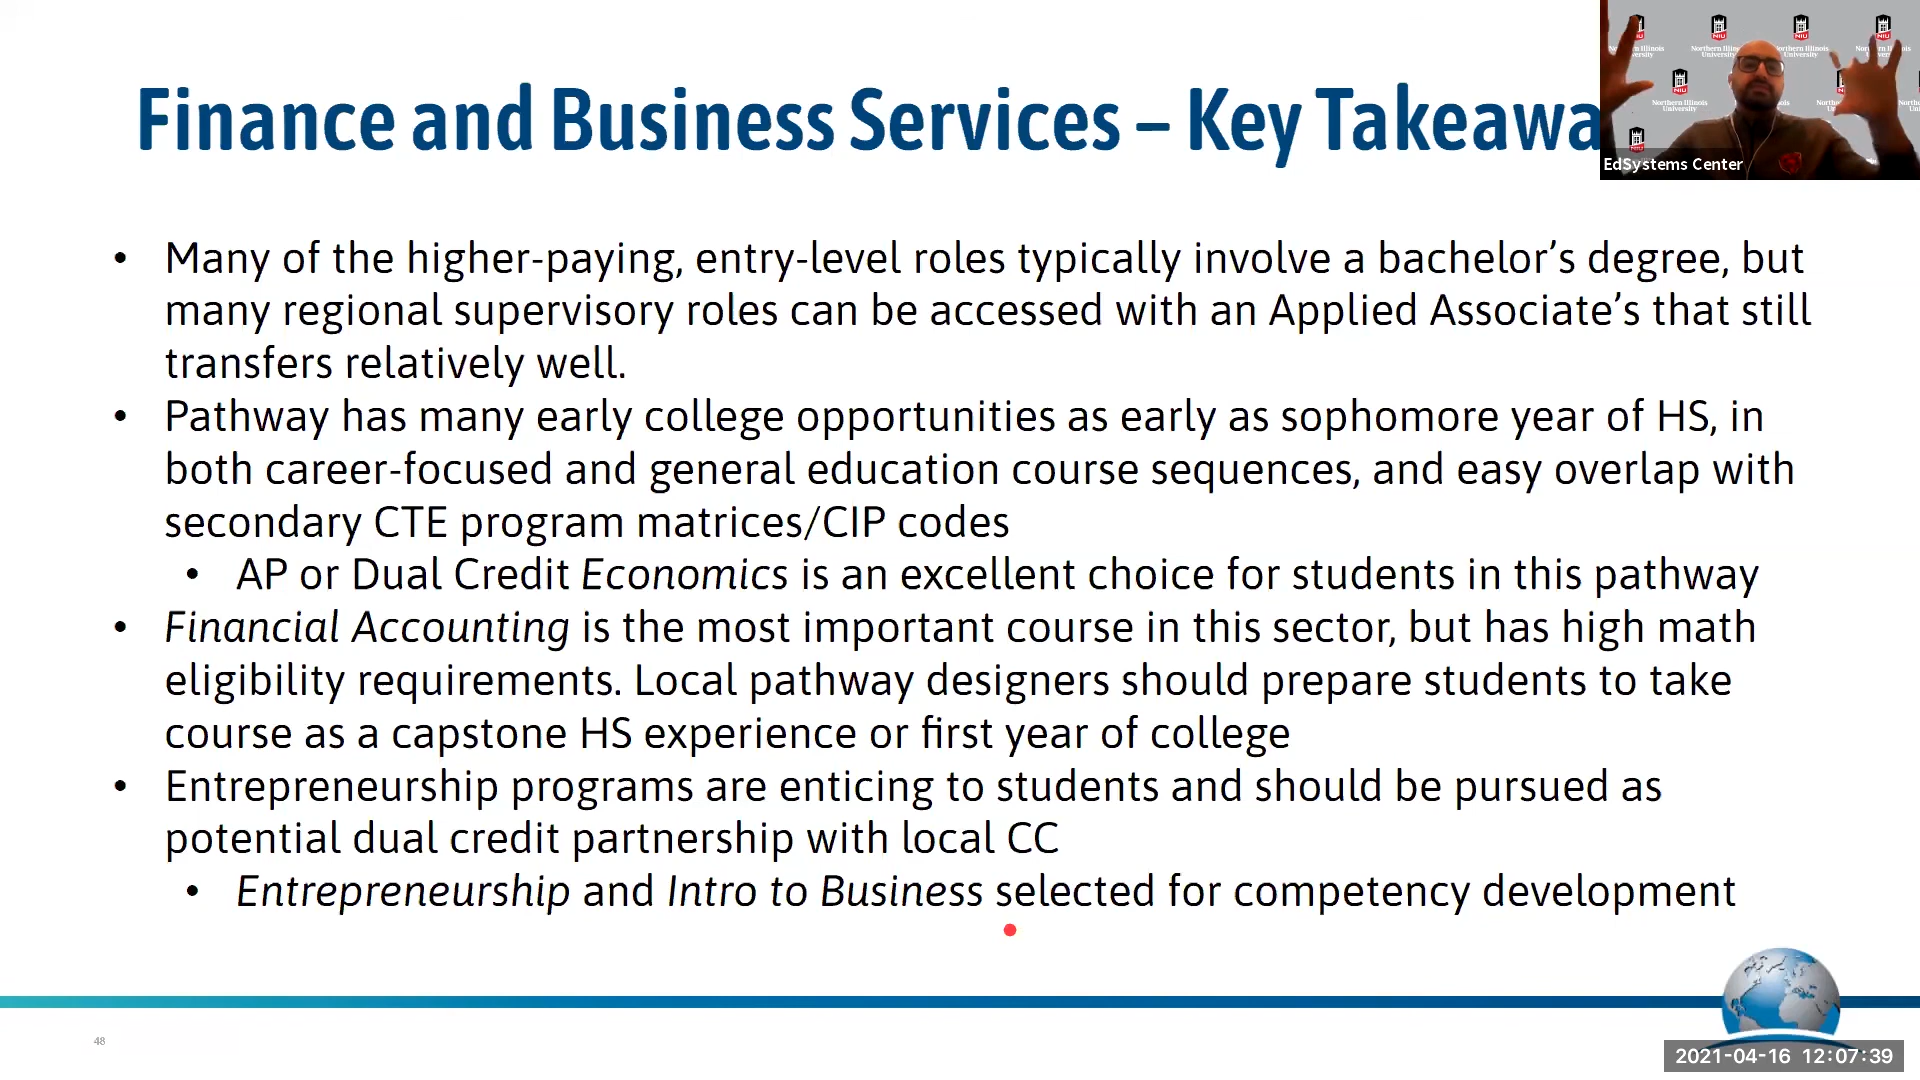 Finance and Business Services – Key Takeawa
EdSystems Center
Northern Illinois
University
• Many of the higher-paying, entry-level roles typically involve a bachelor’s degree, but
many regional supervisory roles can be accessed with an Applied Associate’s that still
transfers relatively well.
• Pathway has many early college opportunities as early as sophomore year of HS, in
both career-focused and general education course sequences, and easy overlap with
secondary CTE program matrices/CIP codes
• AP or Dual Credit Economics is an excellent choice for students in this pathway
• Financial Accounting is the most important course in this sector, but has high math
eligibility requirements. Local pathway designers should prepare students to take
course as a capstone HS experience or first year of college
• Entrepreneurship programs are enticing to students and should be pursued as
potential dual credit partnership with local CC
• Entrepreneurship and Intro to Business selected for competency development
48
2021-04-16 12:07:39